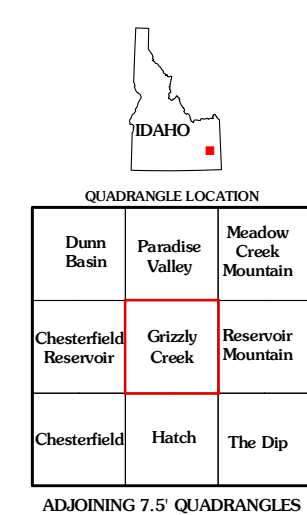 IDAHO
QUADRANGLE LOCATION
Dunn
Basin
Paradise
Valley
Meadow
Creek
Mountain
Chesterfield
Reservoir
Grizzly
Creek
Reservoir
Mountain
Chesterfield
Hatch
The Dip
ADJOINING 7.5' QUADRANGLES